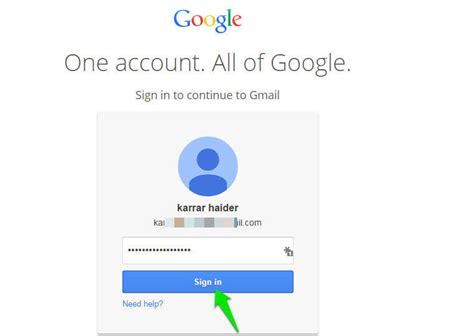 Google
One account. All of Google.
Sign in to continue to Gmail
karrar haider
ka il.com
••••••••••••••••••
Sign in
Need help?